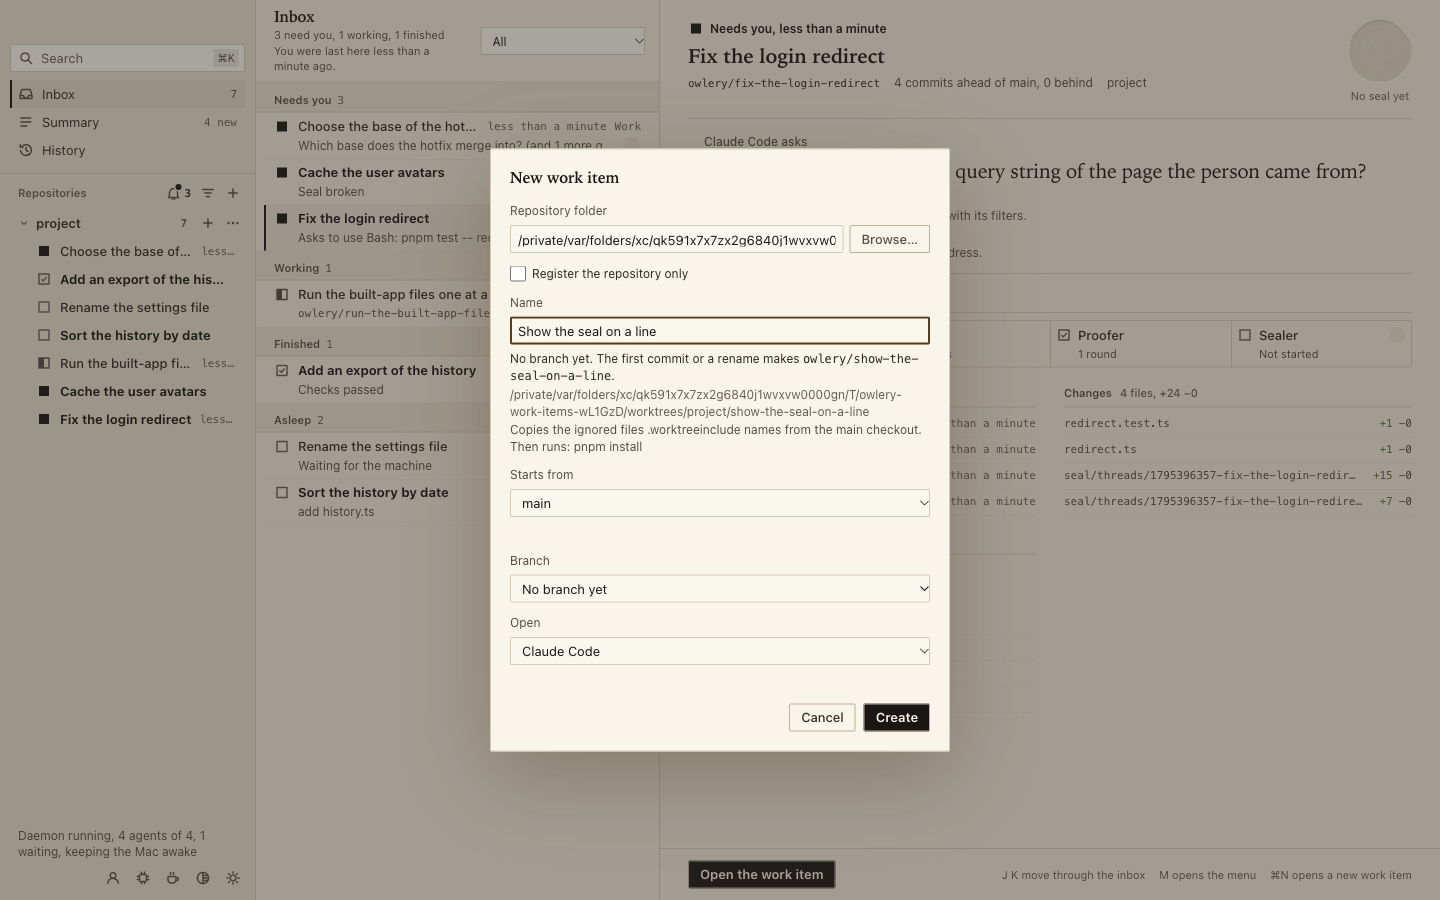 Search ⌘K
Inbox 7
Summary 4 new
History
Repositories 3
project 7
Choose the base of... less...
Add an export of the his...
Rename the settings file
Sort the history by date
Run the built-app fi... less...
Cache the user avatars
Fix the login redirect less...
Daemon running, 4 agents of 4, 1
waiting, keeping the Mac awake
Inbox
3 need you, 1 working, 1 finished
You were last here less than a
minute ago.
All
Needs you 3
Choose the base of the hot... less than a minute Work
Which base does the hotfix merge into? (and 1 more q
Cache the user avatars
Seal broken
Fix the login redirect
Asks to use Bash: pnpm test -- re
Working 1
Run the built-app files one at a
owlery/run-the-built-app-file
Finished 1
Add an export of the history
Checks passed
Asleep 2
Rename the settings file
Waiting for the machine
Sort the history by date
add history.ts
Needs you, less than a minute
Fix the login redirect
owlery/fix-the-login-redirect 4 commits ahead of main, 0 behind project
No seal yet
Claude Code asks
query string of the page the person came from?
with its filters.
dress.
Proofer
1 round
Sealer
Not started
Changes 4 files, +24 −0
than a minute
than a minute
than a minute
than a minute
redirect.test.ts +1 −0
redirect.ts +1 −0
seal/threads/1795396357-fix-the-login-redir… +15 −0
seal/threads/1795396357-fix-the-login-redire… +7 −0
Open the work item
J K move through the inbox M opens the menu ⌘N opens a new work item
New work item
Repository folder
/private/var/folders/xc/qk591x7x7zx2g6840j1wvxvw0
Browse...
Register the repository only
Name
Show the seal on a line
No branch yet. The first commit or a rename makes owlery/show-the-
seal-on-a-line.
/private/var/folders/xc/qk591x7x7zx2g6840j1wvxvw0000gn/T/owlery-
work-items-wL1GzD/worktrees/project/show-the-seal-on-a-line
Copies the ignored files .worktreeinclude names from the main checkout.
Then runs: pnpm install
Starts from
main
Branch
No branch yet
Open
Claude Code
Cancel
Create